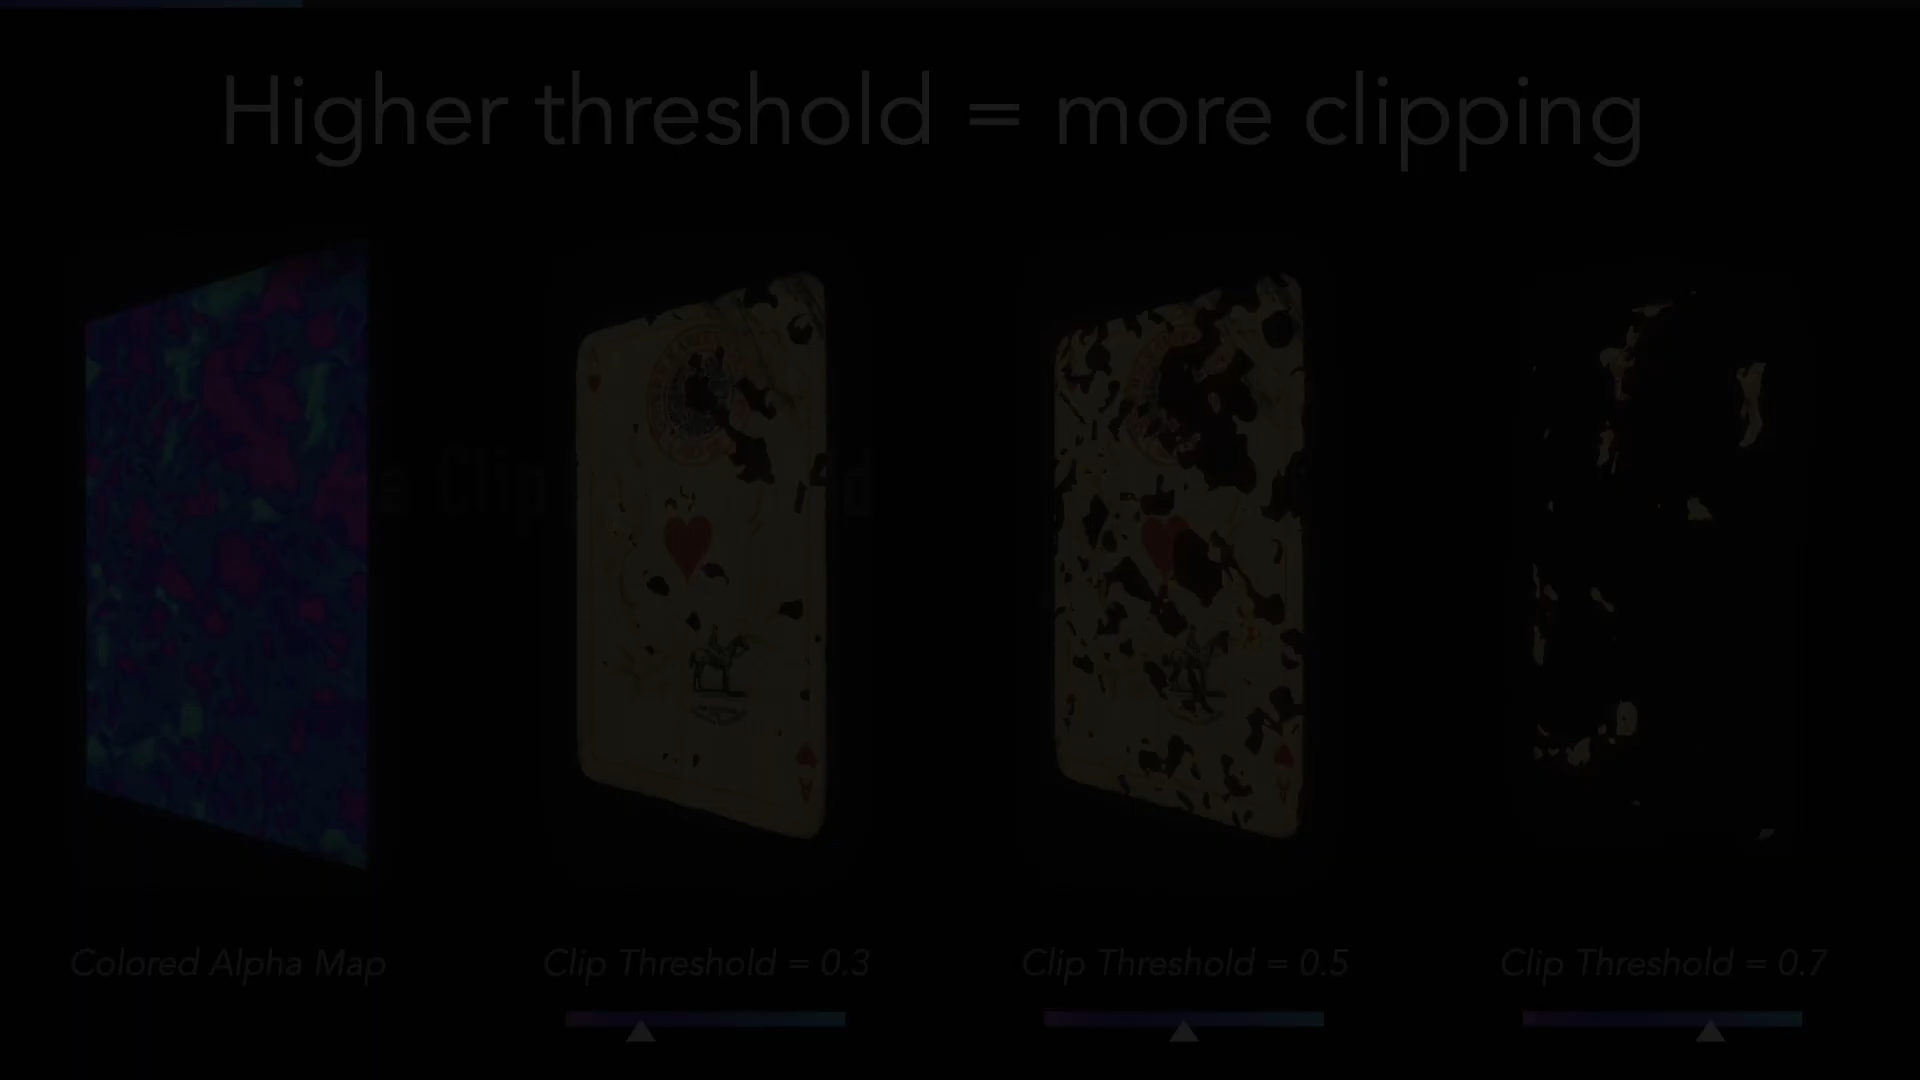 Higher threshold = more clipping
a Clip
Colored Alpha Map
Clip Threshold = 0.3
Clip Threshold = 0.5
Clip Threshold = 0.7